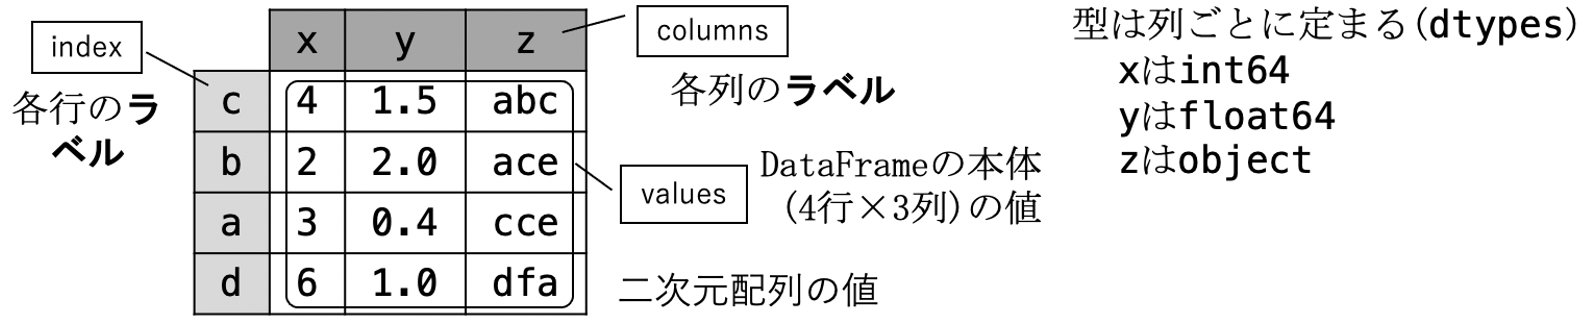 index
各行のラ
ベル
x y z
c 4 1.5 abc
b 2 2.0 ace
a 3 0.4 cce
d 6 1.0 dfa
columns
各列のラベル
values
DataFrameの本体
(4行×3列)の値
二次元配列の値
型は列ごとに定まる(dtypes)
xはint64
yはfloat64
zはobject